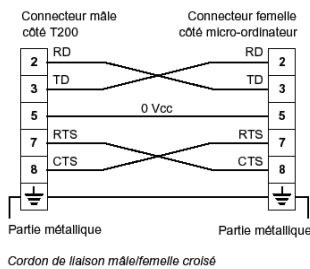 Connecteur mâle
côté T200
Connecteur femelle
côté micro-ordinateur
2 RD RD 2
3 TD TD 3
5 0 Vcc 5
7 RTS RTS 7
8 CTS CTS 8
Partie métallique
Partie métallique
Cordon de liaison mâle/femelle croisé